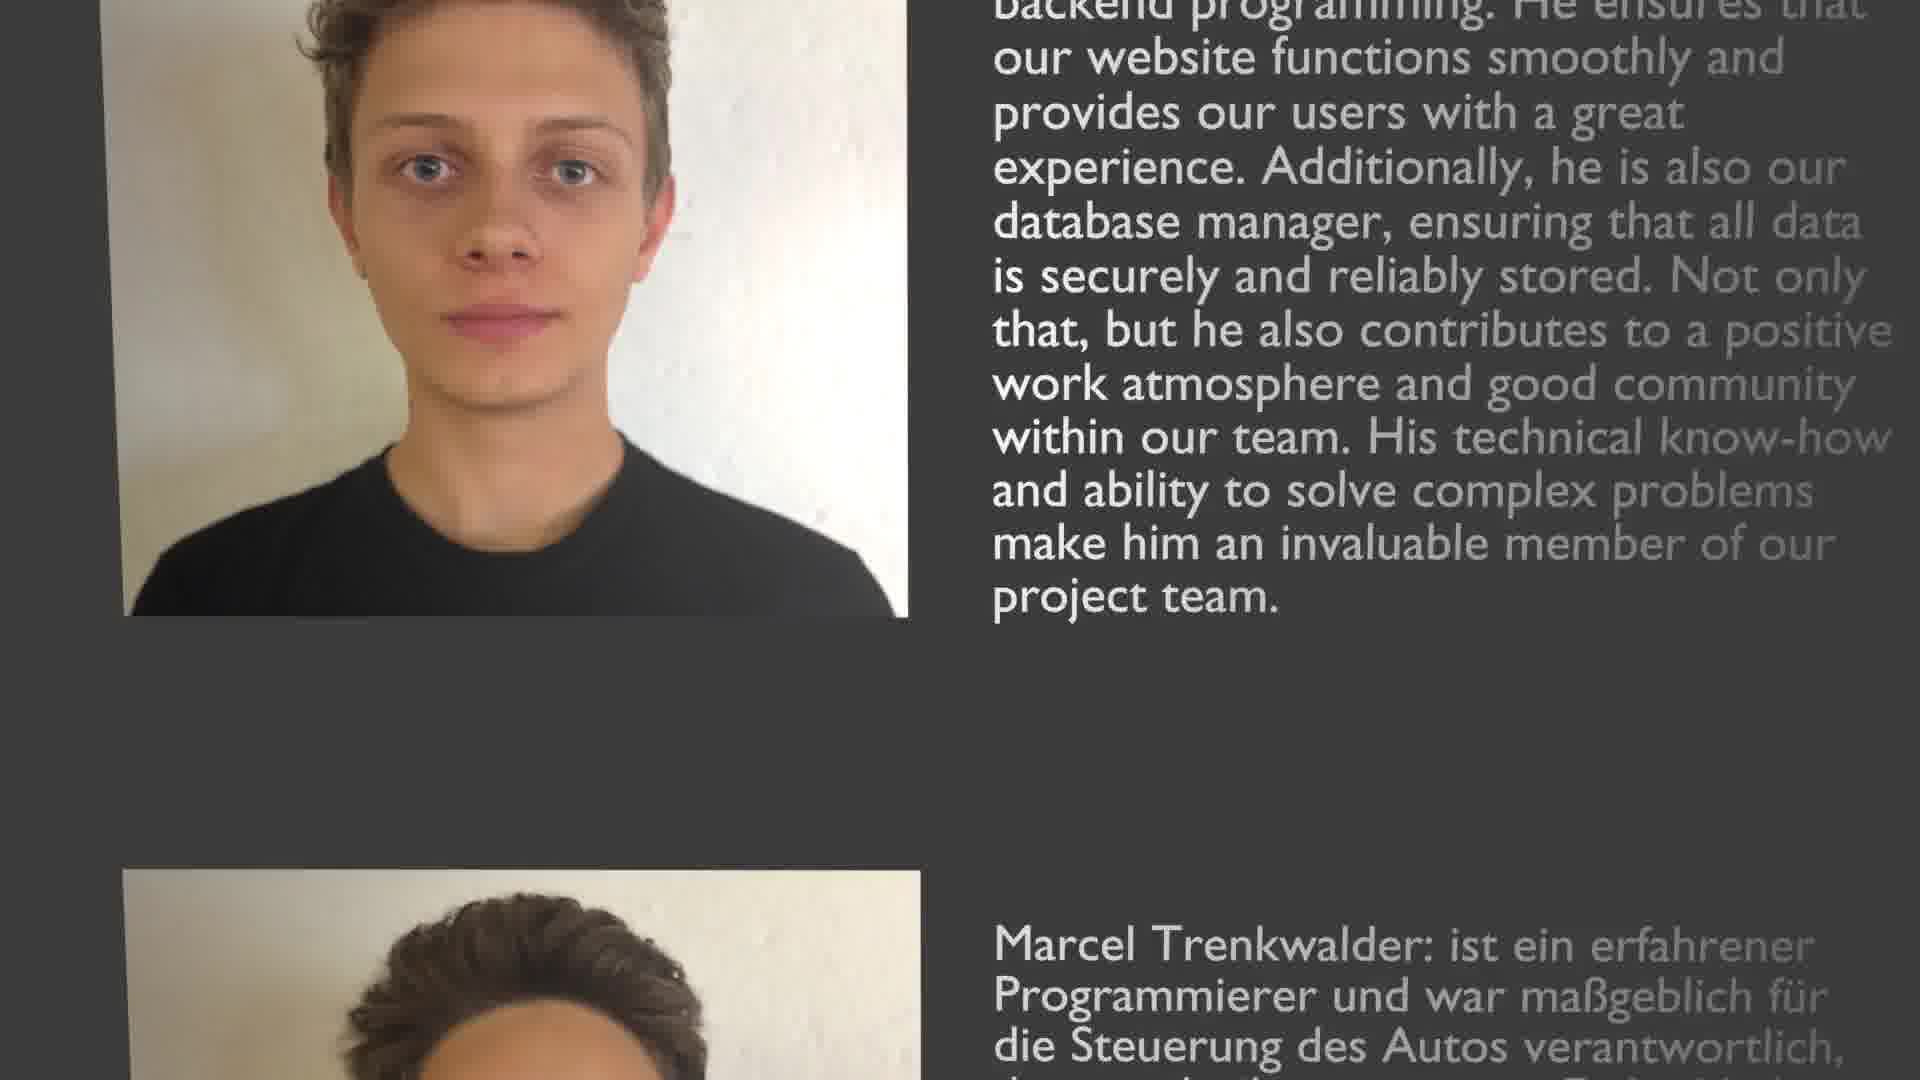 backend programming. He ensures that
our website functions smoothly and
provides our users with a great
experience. Additionally, he is also our
database manager, ensuring that all data
is securely and reliably stored. Not only
that, but he also contributes to a positive
work atmosphere and good community
within our team. His technical know-how
and ability to solve complex problems
make him an invaluable member of our
project team.
Marcel Trenkwalder: ist ein erfahrener
Programmierer und war maßgeblich für
die Steuerung des Autos verantwortlich,